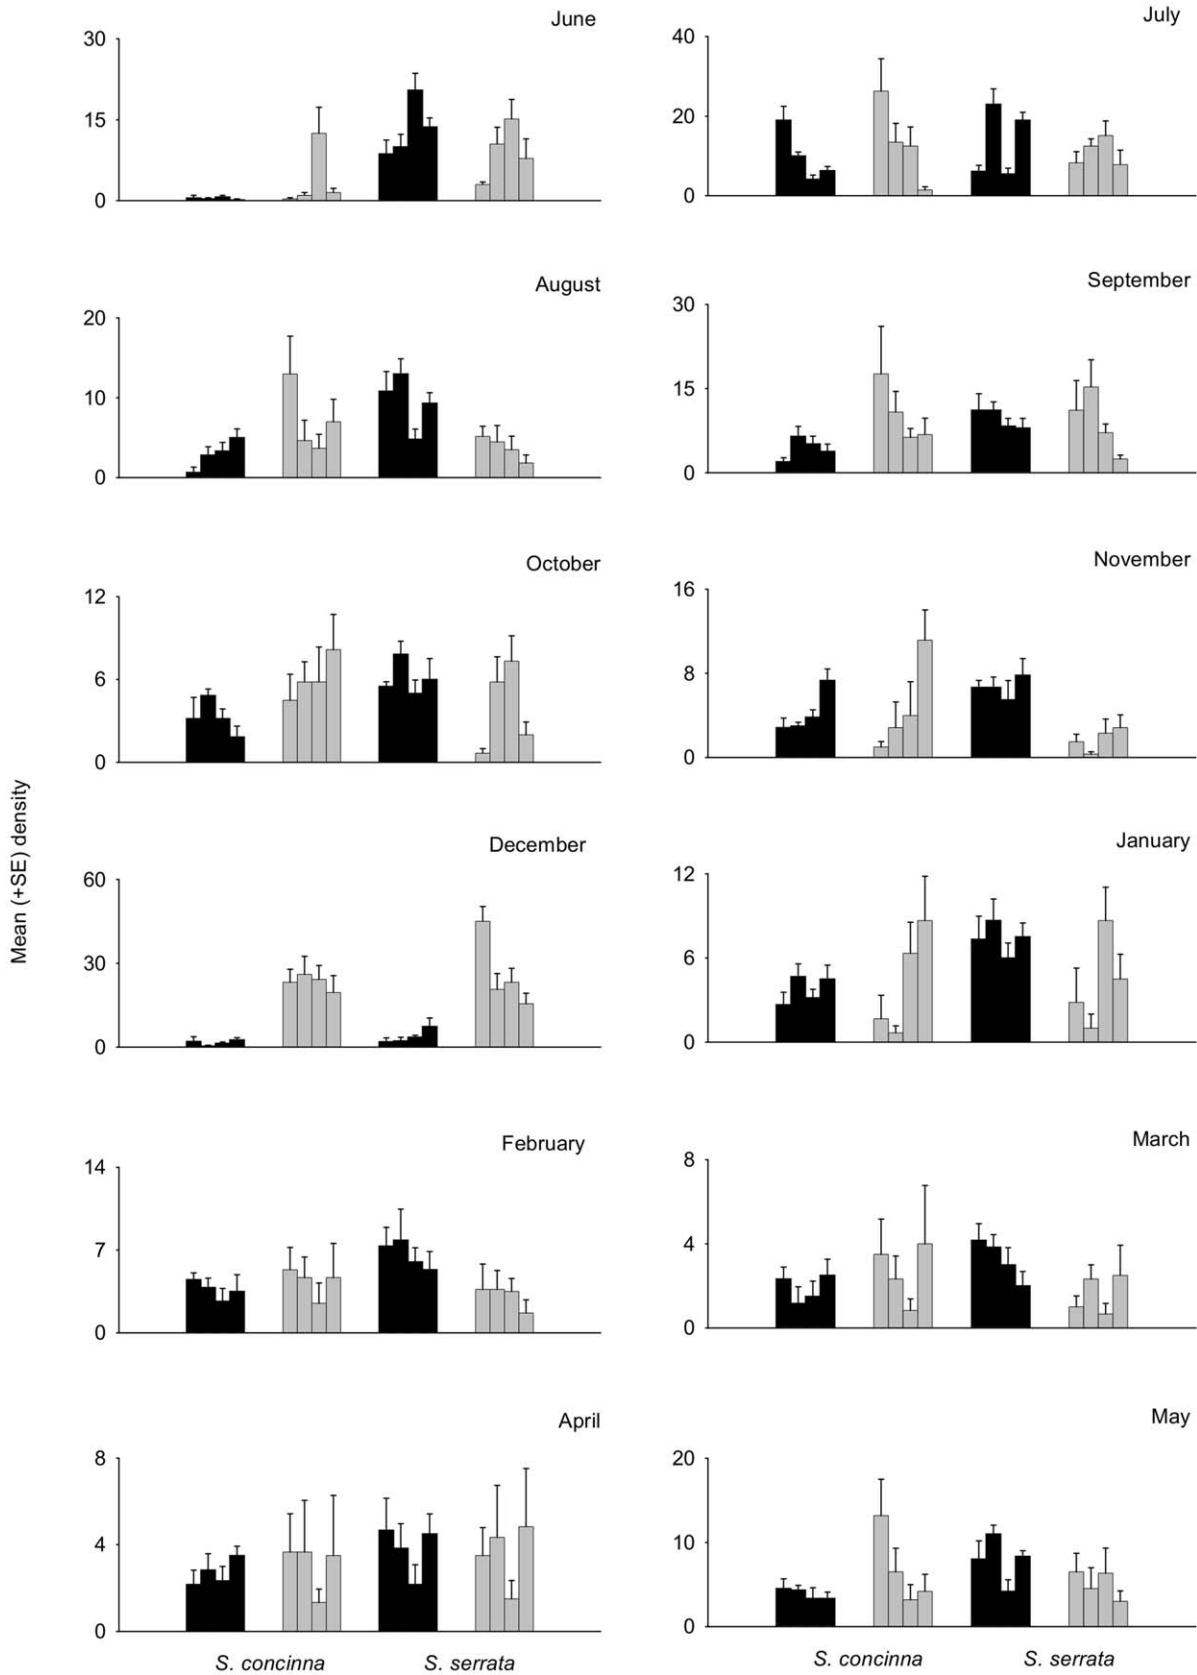 June
30
15
0
July
40
20
0
August
20
10
0
September
30
15
0
October
12
6
0
November
16
8
0
Mean (+SE) density
December
60
30
0
January
12
6
0
February
14
7
0
March
8
4
0
April
8
4
0
S. concinna S. serrata
May
20
10
0
S. concinna S. serrata